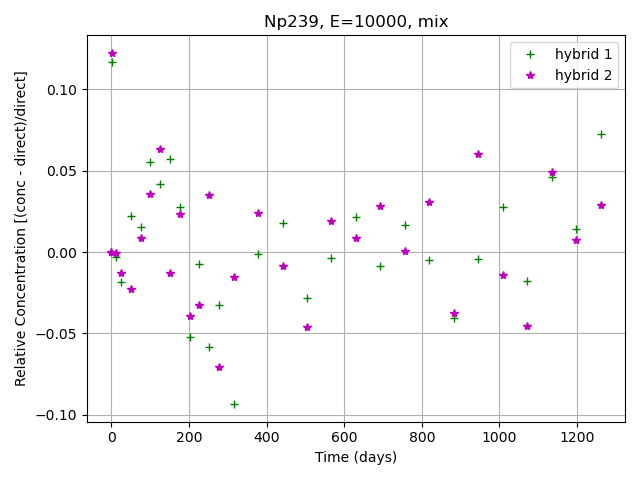 Np239, E=10000, mix
hybrid 1
hybrid 2
Relative Concentration [(conc - direct)/direct]
0.10
0.05
0.00
−0.05
−0.10
0 200 400 600 800 1000 1200
Time (days)